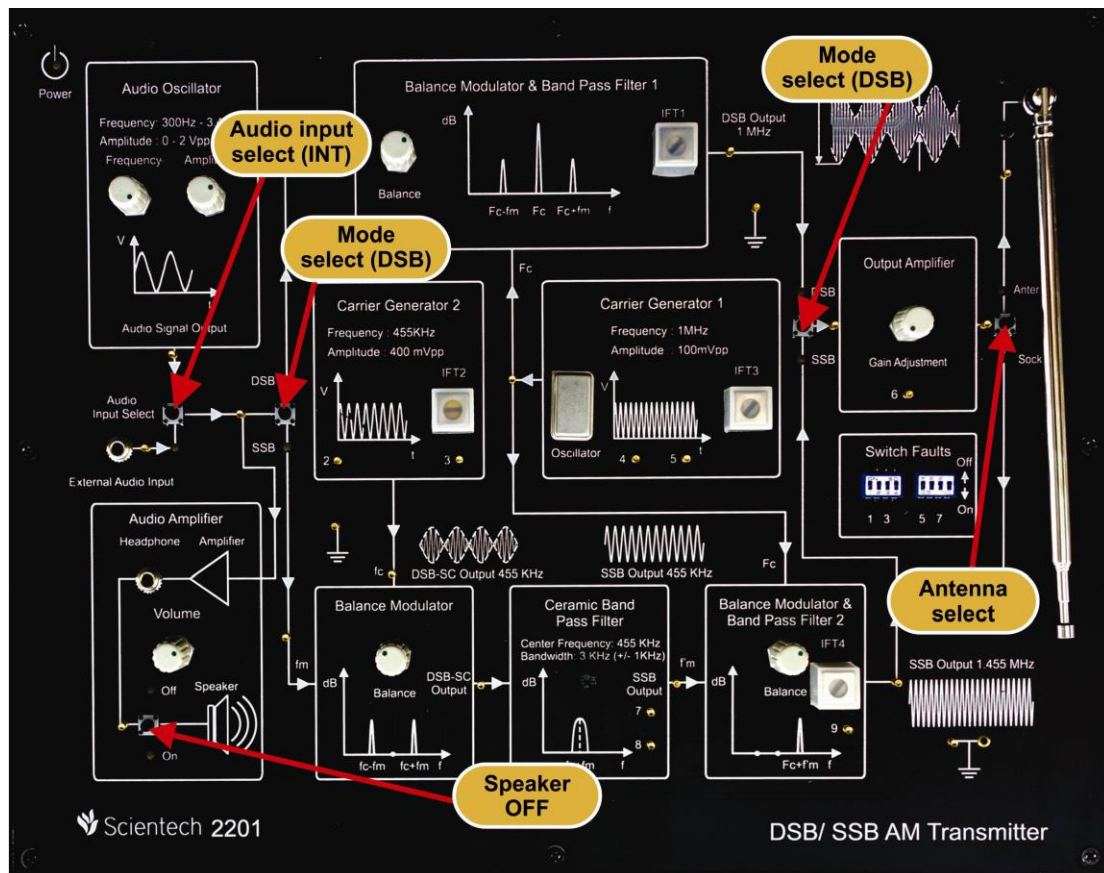 Power
Audio Oscillator
Frequency: 300Hz - 3.
Amplitude : 0 - 2 Vpp
Frequency
V
t
Audio Signal Output
Audio input
select (INT)
Mode
select (DSB)
Balance Modulator & Band Pass Filter 1
dB
Balance
Fc-fm
Fc
Fc+fm
f
IFT1
DSB Output
1 MHz
Mode
select (DSB)
Fc
Carrier Generator 2
Frequency : 455KHz
Amplitude : 400 mVpp
V
IFT2
t
2
3
Carrier Generator 1
Frequency : 1MHz
Amplitude : 100mVpp
V
IFT3
Oscillator
t
4
5
DSB
SSB
Output Amplifier
Gain Adjustment
6
Audio
Input Select
DSB
SSB
External Audio Input
Switch Faults
Off
On
1 3
5 7
Antenna
select
Audio Amplifier
Headphone
Amplifier
Volume
Off
Speaker
On
fc
DSB-SC Output 455 KHz
SSB Output 455 KHz
Fc
fm
Balance Modulator
dB
Balance
DSB-SC
Output
fc-fm
fc+fm
f
Ceramic Band
Pass Filter
Center Frequency: 455 KHz
Bandwidth: 3 KHz (+/- 1KHz)
dB
SSB
Output
7
8
f
f'm
Balance Modulator &
Band Pass Filter 2
IFT4
dB
Balance
9
Fc+f'm
f
SSB Output 1.455 MHz
Speaker
OFF
Scientech 2201
DSB/ SSB AM Transmitter